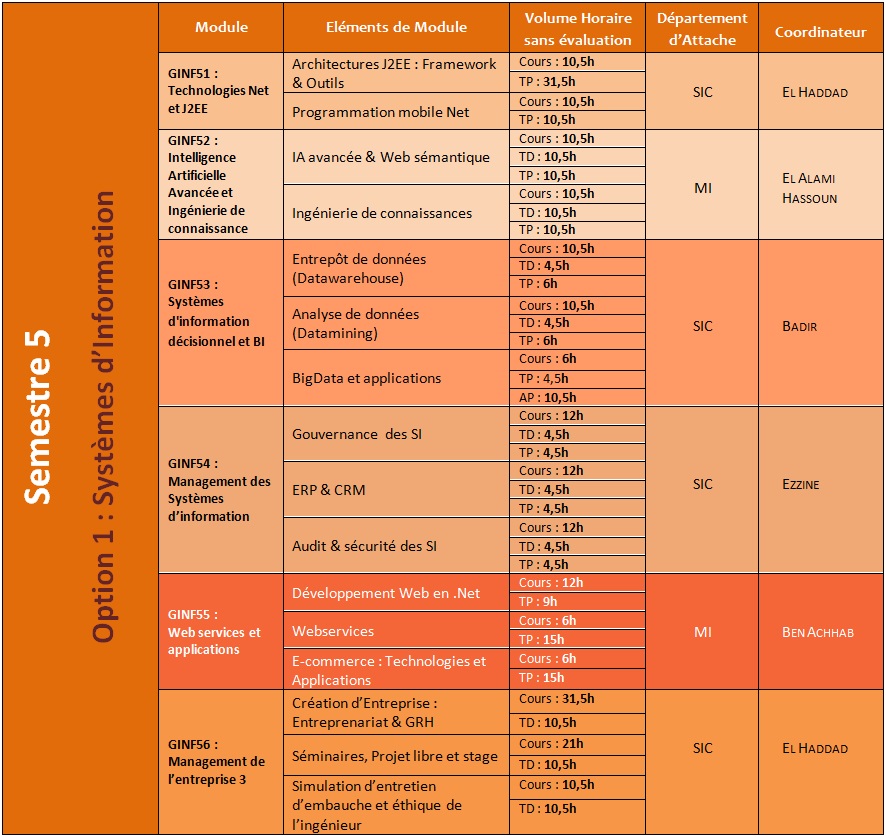 Semestre 5
Option 1 : Systèmes d'Information
Module
Eléments de Module
Volume Horaire
sans évaluation
Département
d'Attache
Coordinateur
GINF51 :
Technologies Net
et J2EE
Architectures J2EE : Framework
& Outils
Cours : 10,5h
TP : 31,5h
Programmation mobile Net
Cours : 10,5h
TP : 10,5h
SIC
EL HADDAD
GINF52 :
Intelligence
Artificielle
Avancée et
Ingénierie de
connaissance
IA avancée & Web sémantique
Cours : 10,5h
TD : 10,5h
TP : 10,5h
Ingénierie de connaissances
Cours : 10,5h
TD : 10,5h
TP : 10,5h
MI
EL ALAMI
HASSOUN
GINF53 :
Systèmes
d'information
décisionnel et BI
Entrepôt de données
(Datawarehouse)
Cours : 10,5h
TD : 4,5h
TP : 6h
Analyse de données
(Datamining)
Cours : 10,5h
TD : 4,5h
TP : 6h
BigData et applications
Cours : 6h
TP : 4,5h
AP : 10,5h
SIC
BADIR
GINF54 :
Management des
Systèmes
d'information
Gouvernance des SI
Cours : 12h
TD : 4,5h
TP : 4,5h
ERP & CRM
Cours : 12h
TD : 4,5h
TP : 4,5h
Audit & sécurité des SI
Cours : 12h
TD : 4,5h
TP : 4,5h
SIC
EZZINE
GINF55 :
Web services et
applications
Développement Web en .Net
Cours : 12h
TP : 9h
Webservices
Cours : 6h
TP : 15h
E-commerce : Technologies et
Applications
Cours : 6h
TP : 15h
MI
BEN ACHHAB
GINF56 :
Management de
l'entreprise 3
Création d'Entreprise :
Entreprenariat & GRH
Cours : 31,5h
TD : 10,5h
Séminaires, Projet libre et stage
Cours : 21h
TD : 10,5h
Simulation d'entretien
d'embauche et éthique de
l'ingénieur
Cours : 10,5h
TD : 10,5h
SIC
EL HADDAD